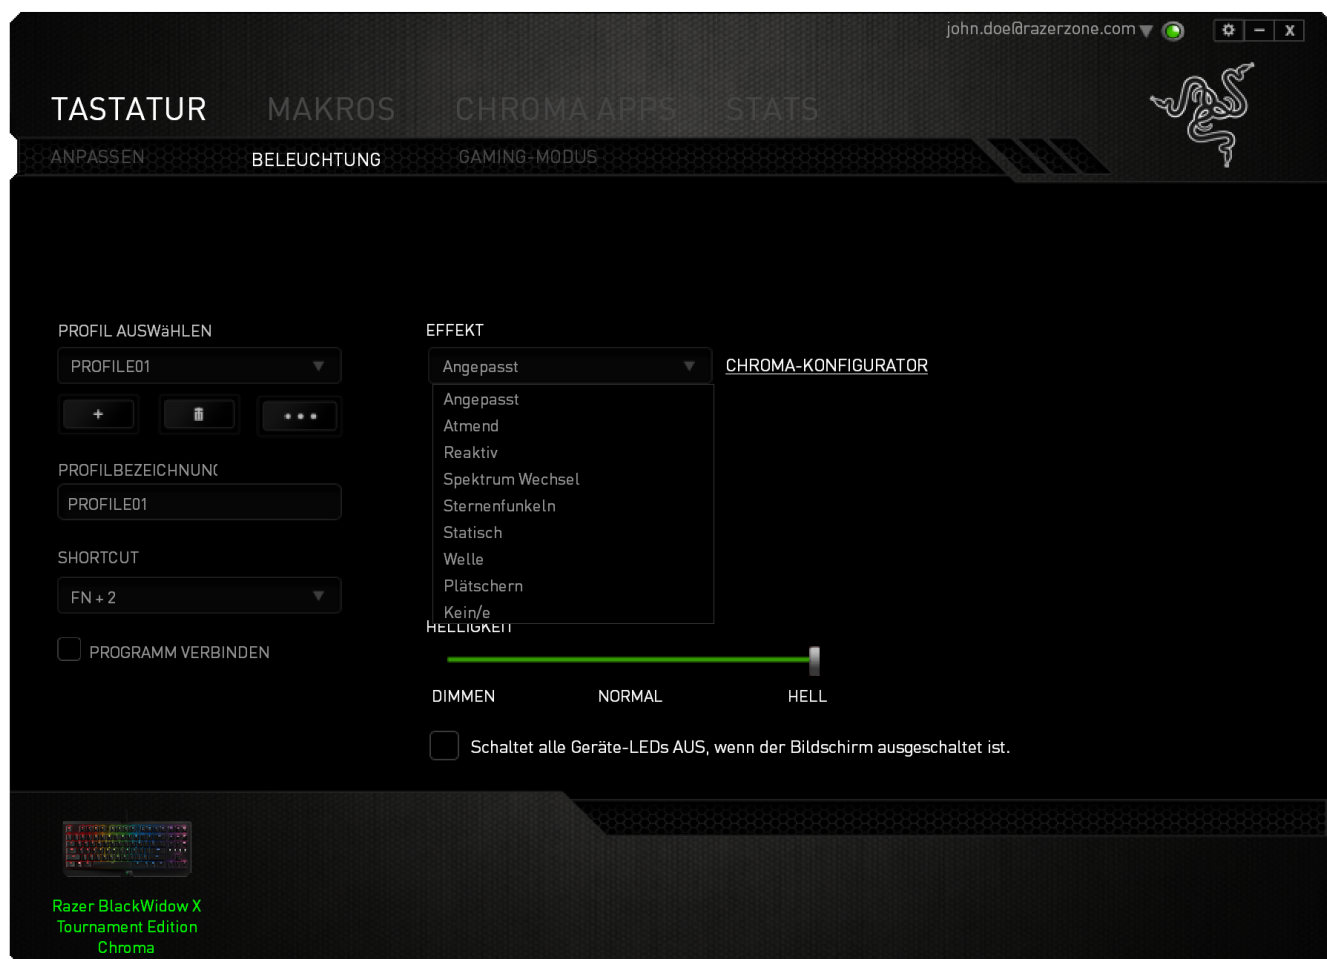 john.doe@razerzone.com
TASTATUR MAKROS CHROMA APPS STATS
ANPASSEN BELEUCHTUNG GAMING-MODUS
PROFIL AUSWäHLEN
PROFILE01
PROFILBEZEICHNUNG
PROFILE01
SHORTCUT
FN + 2
PROGRAMM VERBINDEN
EFFEKT
Angepasst
CHROMA-KONFIGURATOR
Angepasst
Atmend
Reaktiv
Spektrum Wechsel
Sternenfunkeln
Statisch
Welle
Plätschern
Kein/e
HELLIGKEIT
DIMMEN NORMAL HELL
Schaltet alle Geräte-LEDs AUS, wenn der Bildschirm ausgeschaltet ist.
Razer BlackWidow X
Tournament Edition
Chroma